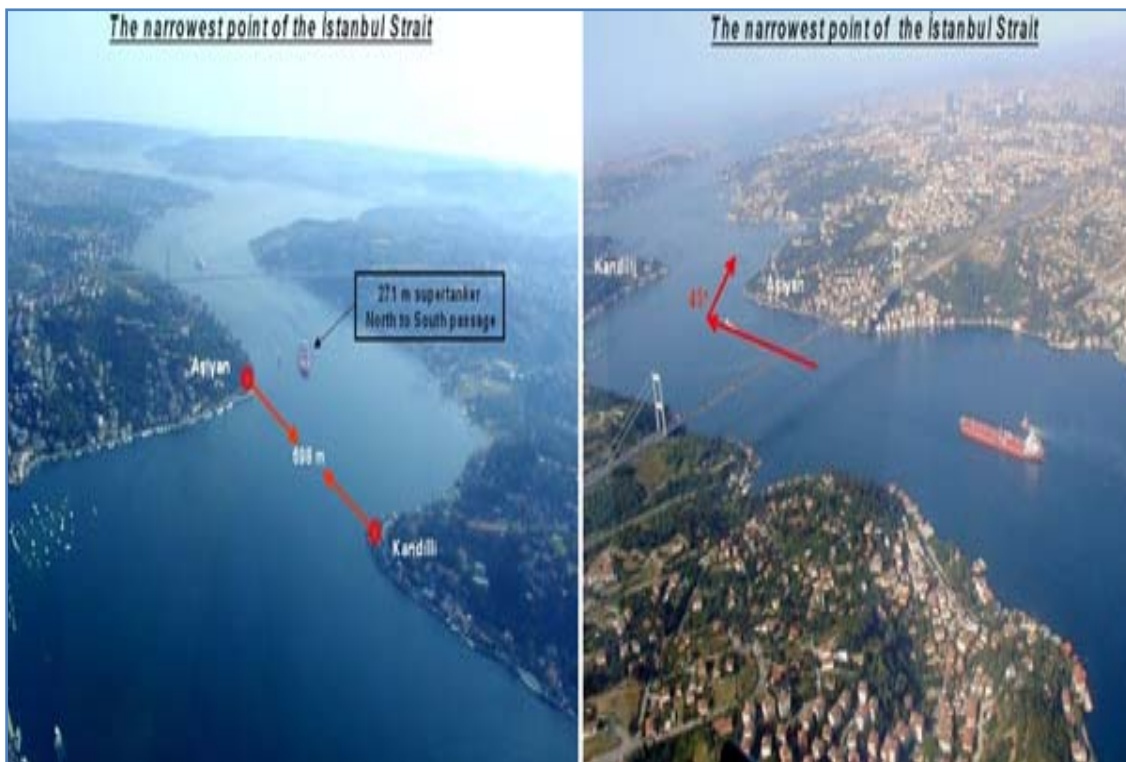 The narrowest point of the İstanbul Strait
271 m supertanker
North to South passage
Aşiyan
698 m
Kandilli
The narrowest point of the İstanbul Strait
Kandilli
Aşiyan